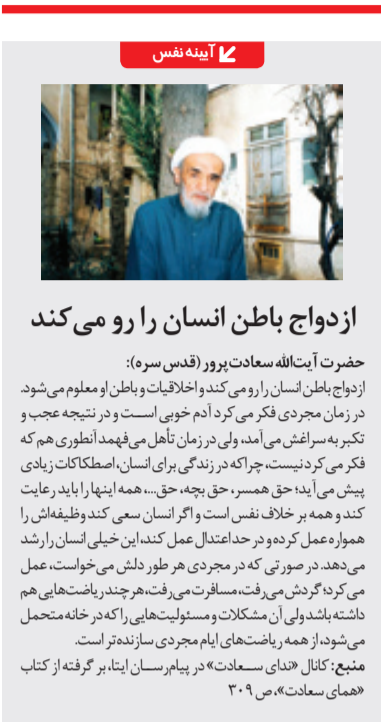 آیینه نفس
ازدواج باطن انسان را رو می‌کند
حضرت آیت‌الله سعادت‌پرور (قدس سره):
ازدواج باطن انسان را رو می‌کند و اخلاقیات و باطن او معلوم می‌شود.
در زمان مجردی فکر می‌کرد آدم خوبی است و در نتیجه عجب و
تکبر به سراغش می‌آمد، ولی در زمان تأهل می‌فهمد آنطوری هم که
فکر می‌کرد نیست، چراکه در زندگی برای انسان، اصطکاکات زیادی
پیش می‌آید؛ حق همسر، حق بچه، حق...، همه اینها را باید رعایت
کند و همه بر خلاف نفس است و اگر انسان سعی کند وظیفه‌اش را
همواره عمل کرده و در حد اعتدال عمل کند، این خیلی انسان را رشد
می‌دهد. در صورتی که در مجردی هر طور دلش می‌خواست، عمل
می‌کرد؛ گردش می‌رفت، مسافرت می‌رفت، هر چند ریاضت‌هایی هم
داشته باشد ولی آن مشکلات و مسئولیت‌هایی را که در خانه متحمل
می‌شود، از همه ریاضت‌های ایام مجردی سازنده‌تر است.
منبع: کانال «ندای سعادت» در پیام‌رسان ایتا، بر گرفته از کتاب
«همای سعادت»، ص ۳۰۹